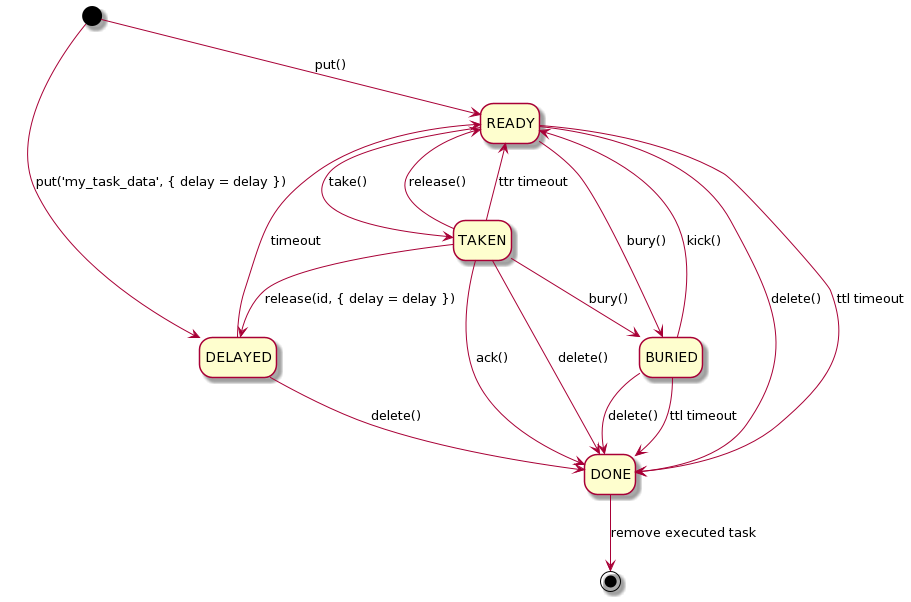 put()
READY
put('my_task_data', { delay = delay })
take()
release()
ttr timeout
timeout
TAKEN
bury()
kick()
release(id, { delay = delay })
bury()
delete()
ttl timeout
DELAYED
ack()
delete()
BURIED
delete()
delete()
ttl timeout
DONE
remove executed task